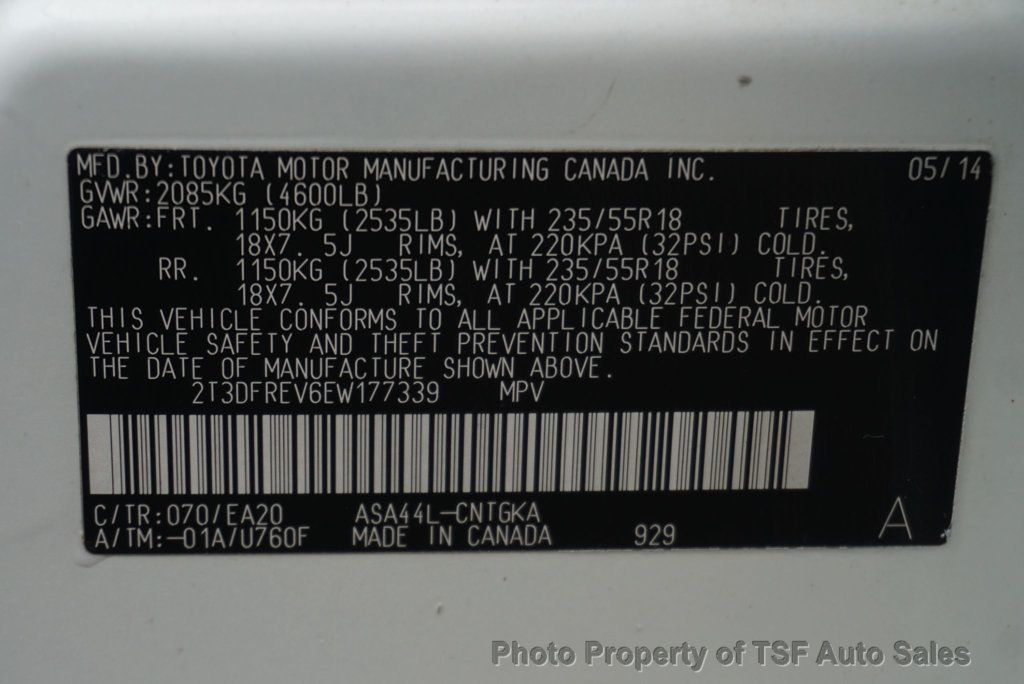 MFD.BY:TOYOTA MOTOR MANUFACTURING CANADA INC. 05/14
GVWR:2085KG (4600LB)
GAWR:FRT. 1150KG (2535LB) WITH 235/55R18 TIRES,
18X7.5J RIMS, AT 220KPA (32PSI) COLD.
RR. 1150KG (2535LB) WITH 235/55R18 TIRES,
18X7.5J RIMS, AT 220KPA (32PSI) COLD.
THIS VEHICLE CONFORMS TO ALL APPLICABLE FEDERAL MOTOR
VEHICLE SAFETY AND THEFT PREVENTION STANDARDS IN EFFECT ON
THE DATE OF MANUFACTURE SHOWN ABOVE.
2T3DFREV6EW177339 MPV
C/TR:070/EA20 ASA44L-CNTGKA
A/TM:-01A/U760F MADE IN CANADA 929 A
Photo Property of TSF Auto Sales